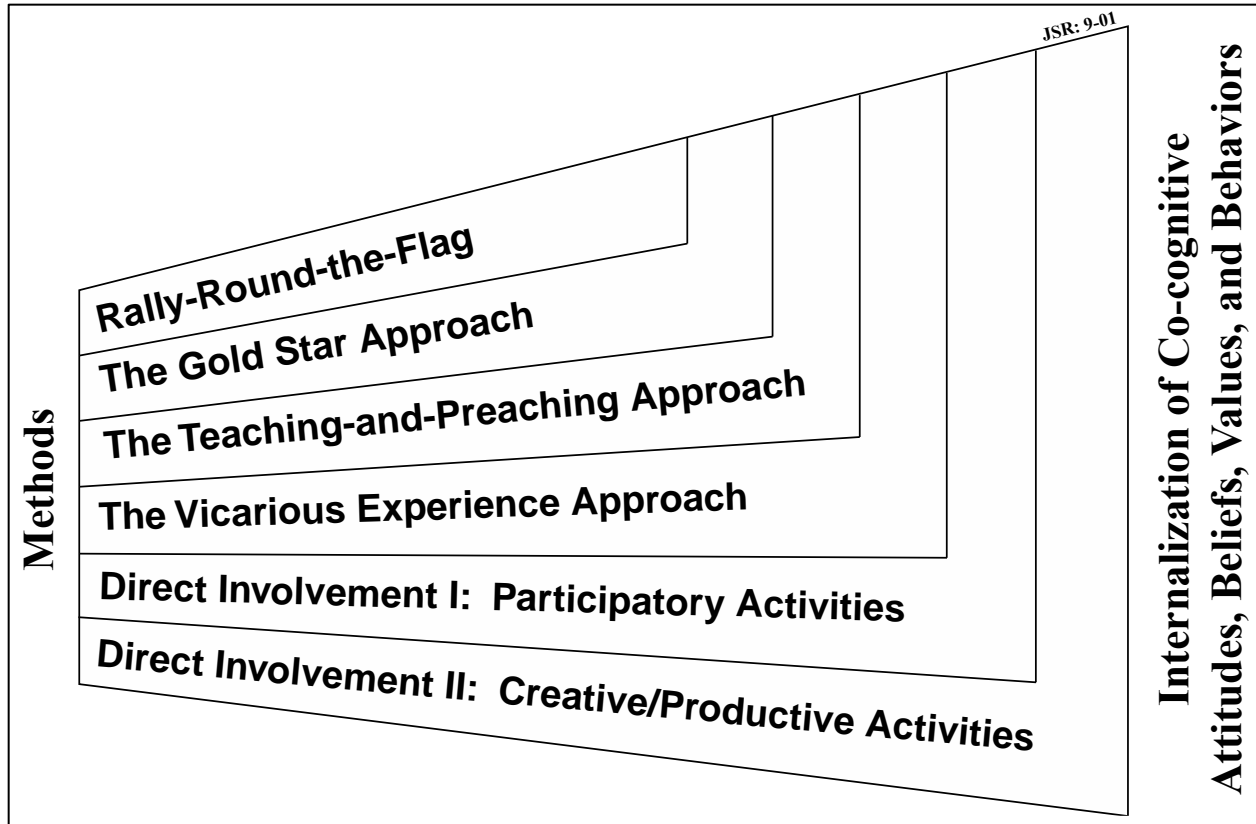 JSR: 9-01
Methods
Rally-Round-the-Flag
The Gold Star Approach
The Teaching-and-Preaching Approach
The Vicarious Experience Approach
Direct Involvement I: Participatory Activities
Direct Involvement II: Creative/Productive Activities
Internalization of Co-cognitive
Attitudes, Beliefs, Values, and Behaviors